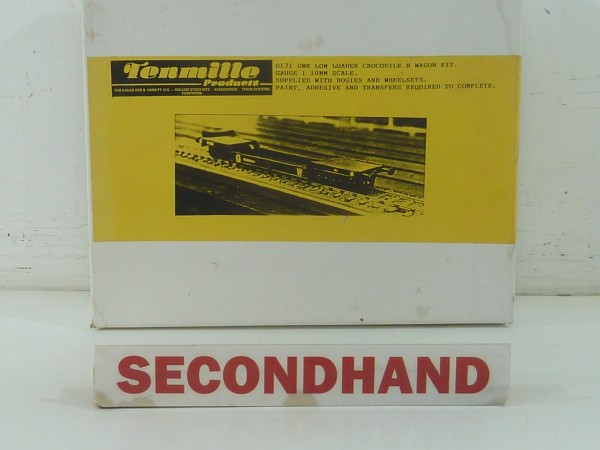 Tenmille
Products
G171 GWR LOW LOADER CROCODILE H WAGON KIT.
GAUGE 1 10MM SCALE.
SUPPLIED WITH BOGIES AND WHEELSETS.
PAINT, ADHESIVE AND TRANSFERS REQUIRED TO COMPLETE.
SECONDHAND